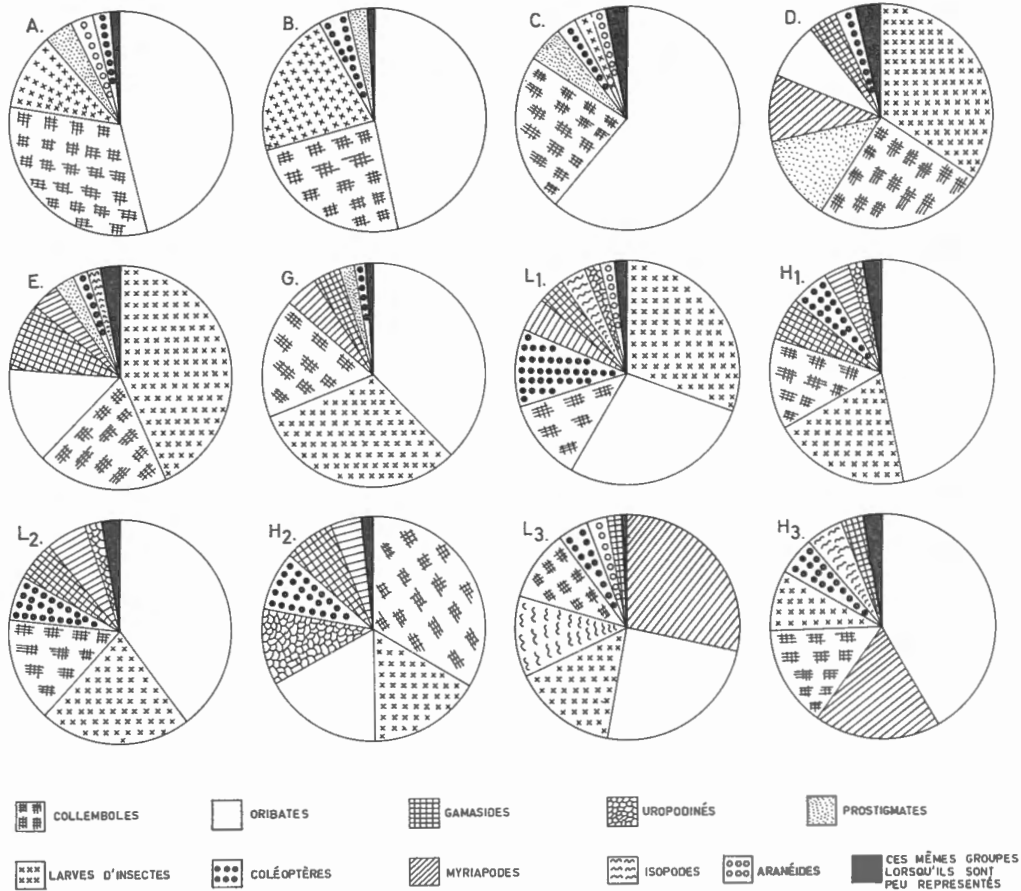 A.
B.
C.
D.
E.
G.
L1.
H1.
L2.
H2.
L3.
H3.
COLLEMBOLES
ORIBATES
GAMASIDES
UROPODINÉS
PROSTIGMATES
LARVES D'INSECTES
COLÉOPTÈRES
MYRIAPODES
ISOPODES
ARANÉIDES
CES MÊMES GROUPES
LORSQU'ILS SONT
PEU REPRESENTÉS